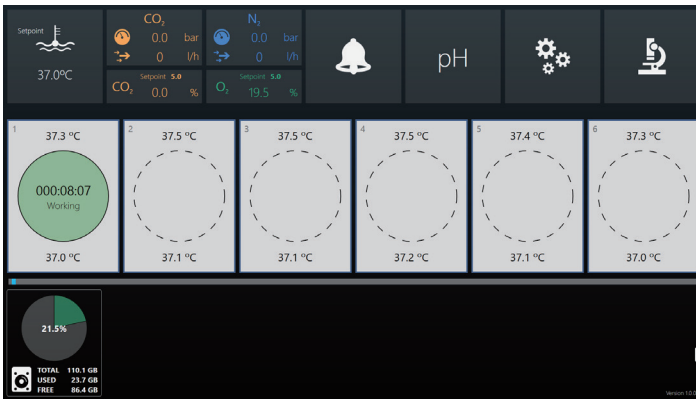 Setpoint
37.0ºC
CO₂
0.0 bar
0 l/h
N₂
0.0 bar
0 l/h
CO₂
Setpoint 5.0
0.0 %
O₂
Setpoint 5.0
19.5 %
pH
1
37.3 ºC
000:08:07
Working
37.0 ºC
2
37.5 ºC
37.1 ºC
3
37.5 ºC
37.1 ºC
4
37.5 ºC
37.2 ºC
5
37.4 ºC
37.1 ºC
6
37.3 ºC
37.0 ºC
21.5%
TOTAL 110.1 GB
USED 23.7 GB
FREE 86.4 GB
Version 1.0.0